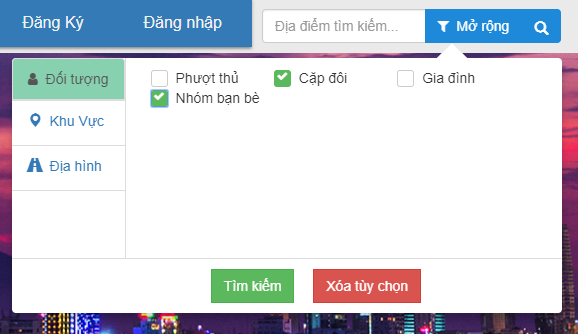 Đăng Ký Đăng nhập Địa điểm tìm kiếm... Mở rộng
Đối tượng Phượt thủ Cặp đôi Gia đình
Nhóm bạn bè
Khu Vực
Địa hình
Tìm kiếm Xóa tùy chọn